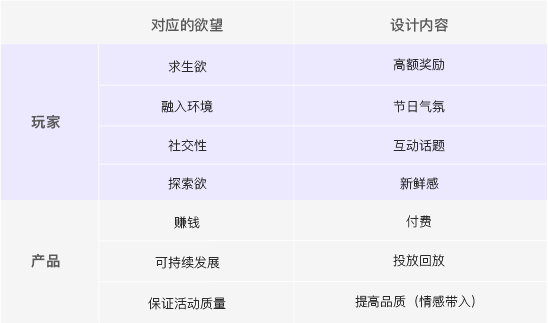 对应的欲望 设计内容
玩家
求生欲 高额奖励
融入环境 节日气氛
社交性 互动话题
探索欲 新鲜感
产品
赚钱 付费
可持续发展 投放回放
保证活动质量 提高品质（情感带入）